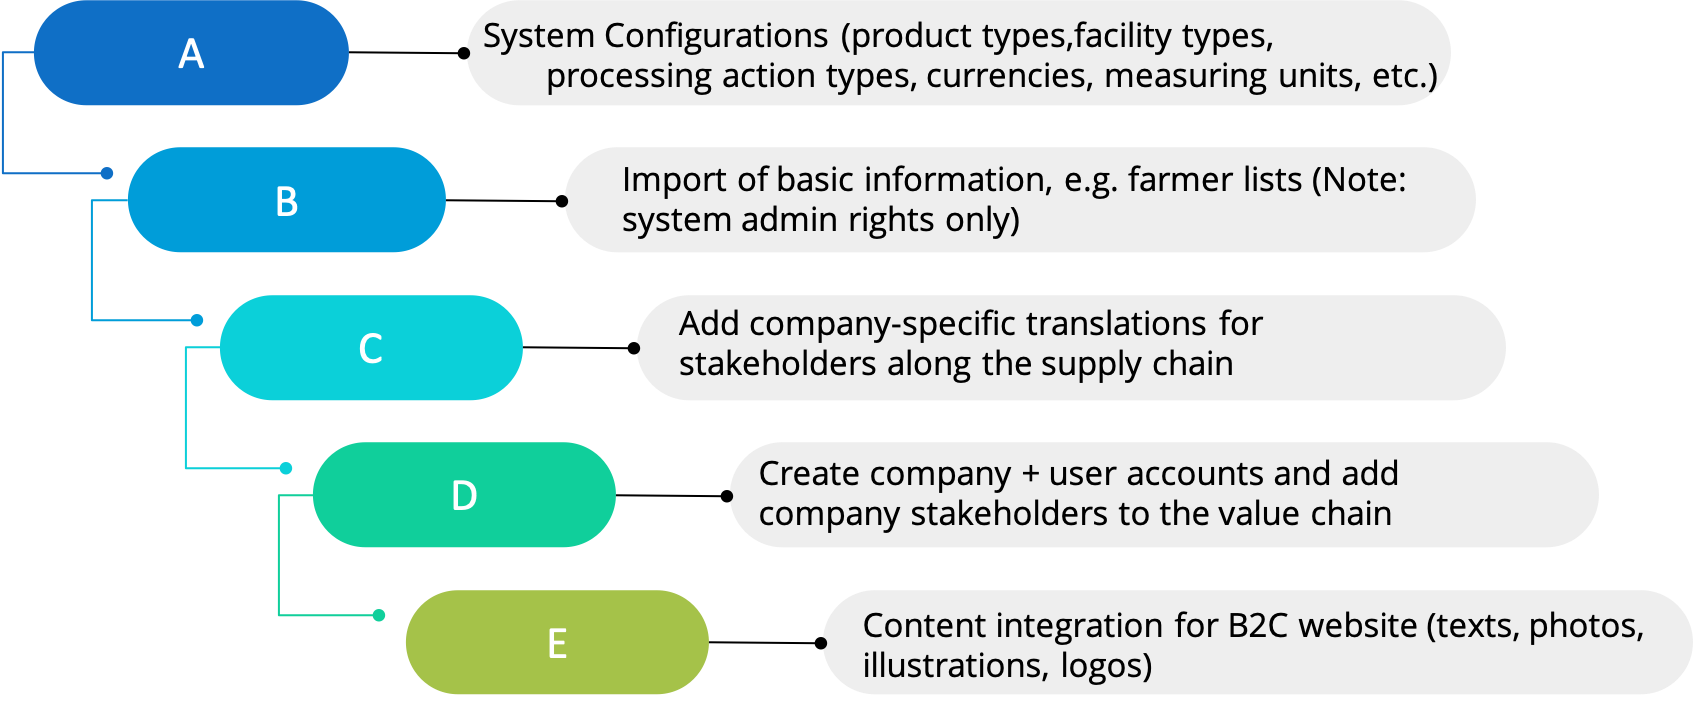 A
System Configurations (product types,facility types,
processing action types, currencies, measuring units, etc.)
B
Import of basic information, e.g. farmer lists (Note:
system admin rights only)
C
Add company-specific translations for
stakeholders along the supply chain
D
Create company + user accounts and add
company stakeholders to the value chain
E
Content integration for B2C website (texts, photos,
illustrations, logos)